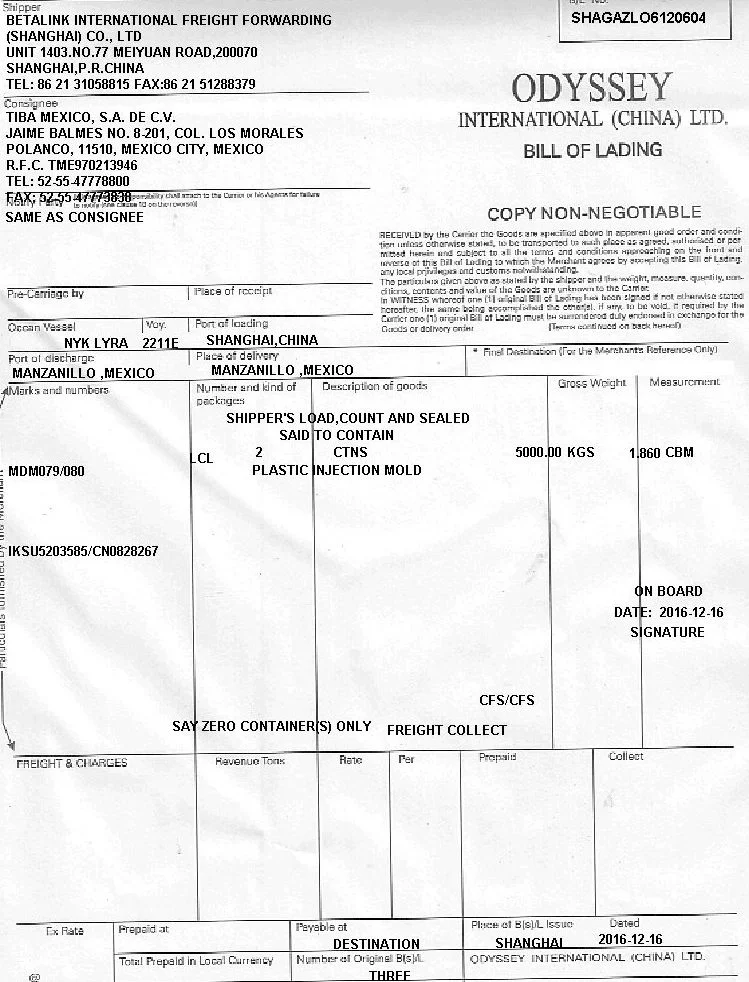 Shipper
BETALINK INTERNATIONAL FREIGHT FORWARDING
(SHANGHAI) CO., LTD
UNIT 1403.NO.77 MEIYUAN ROAD,200070
SHANGHAI,P.R.CHINA
TEL: 86 21 31058815 FAX:86 21 51288379
SHAGAZLO6120604
ODYSSEY
INTERNATIONAL (CHINA) LTD.
BILL OF LADING
Consignee
TIBA MEXICO, S.A. DE C.V.
JAIME BALMES NO. 8-201, COL. LOS MORALES
POLANCO, 11510, MEXICO CITY, MEXICO
R.F.C. TME970213946
TEL: 52-55-47778800
FAX: 52-55-47773838
Notify Party
SAME AS CONSIGNEE
COPY NON-NEGOTIABLE
RECEIVED by the Carrier the Goods are specified above in apparent good order and condi-
tion unless otherwise stated, to be transported to such place as agreed, authorised or per
mitted herein and subject to all the terms and conditions approaching on the front and
reverse of this Bill of Lading to which the Merchant agrees by accepting this Bill of Lading,
any local privileges and customs notwithstanding.
The particulars given above as stated by the shipper and the weight, measure, quantity, con-
ditions, contents and value of the Goods are unknown to the Carrier.
In WITNESS whereof one (1) original Bill of Lading has been signed if not otherwise stated
hereafter, the same being accomplished the other(s), if any, to be void, if required by the
Carrier one (1) original Bill of Lading must be surrendered duly endorsed in exchange for the
Goods or delivery order
(Terms continued on back hereof)
Pre-Carriage by
Place of receipt
Ocean Vessel
Voy.
Port of loading
NYK LYRA 2211E
SHANGHAI,CHINA
Port of discharge
Place of delivery
* Final Destination (For the Merchant's Reference Only)
MANZANILLO ,MEXICO
MANZANILLO ,MEXICO
Marks and numbers
Number and kind of
packages
Description of goods
Gross Weight
Measurement
SHIPPER'S LOAD,COUNT AND SEALED
SAID TO CONTAIN
LCL 2 CTNS 5000.00 KGS 1.860 CBM
MDM079/080 PLASTIC INJECTION MOLD
IKSU5203585/CN0828267
ON BOARD
DATE: 2016-12-16
SIGNATURE
CFS/CFS
SAY ZERO CONTAINER(S) ONLY FREIGHT COLLECT
FREIGHT & CHARGES
Revenue Tons
Rate
Per
Prepaid
Collect
Ex Rate
Prepaid at
Payable at
DESTINATION
Place of B(s)/L Issue
SHANGHAI
Dated
2016-12-16
Total Prepaid in Local Currency
Number of Original B(s)/L
THREE
ODYSSEY INTERNATIONAL (CHINA) LTD.
@